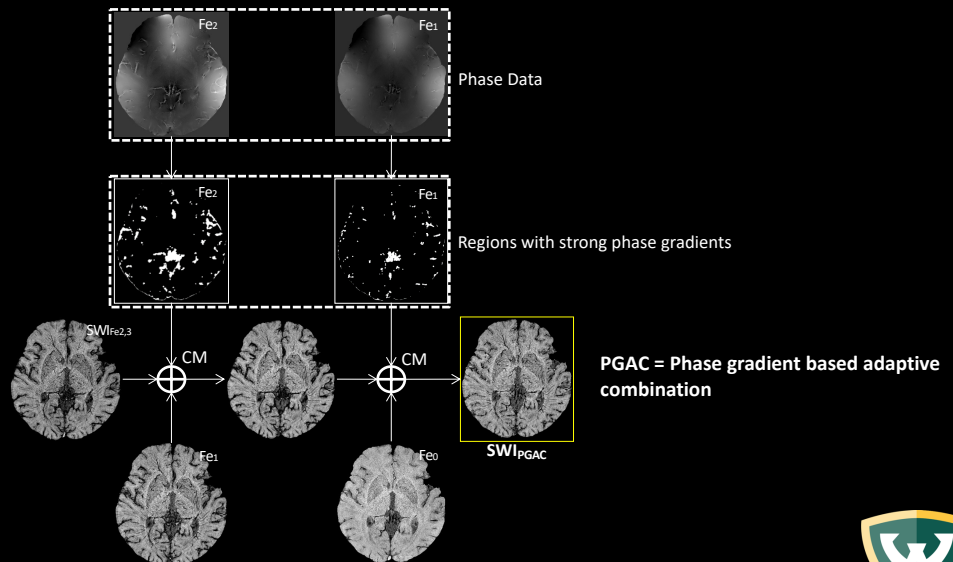 Fe2
Fe1
Phase Data
Fe2
Fe1
Regions with strong phase gradients
SWIFe2,3
CM
CM
PGAC = Phase gradient based adaptive
combination
SWIPGAC
Fe1
Fe0